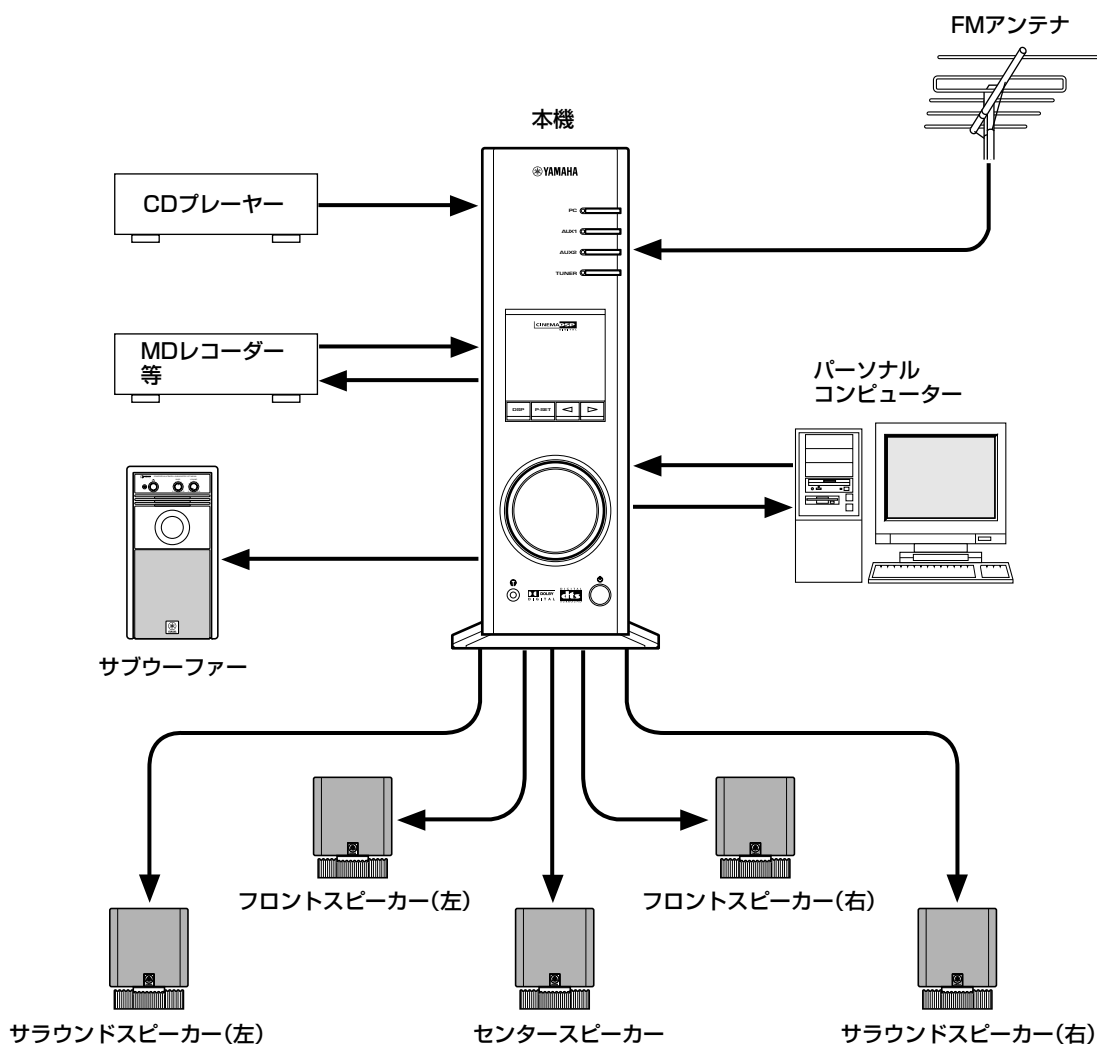 FMアンテナ
本機
YAMAHA
CDプレーヤー
PC
AUX1
AUX2
TUNER
CINEMA DSP
DIGITAL
MDレコーダー
等
パーソナル
コンピューター
DISP P-SET
DOLBY
DIGITAL
DIGITAL
dts
サブウーファー
フロントスピーカー(左)
フロントスピーカー(右)
サラウンドスピーカー(左)
センタースピーカー
サラウンドスピーカー(右)